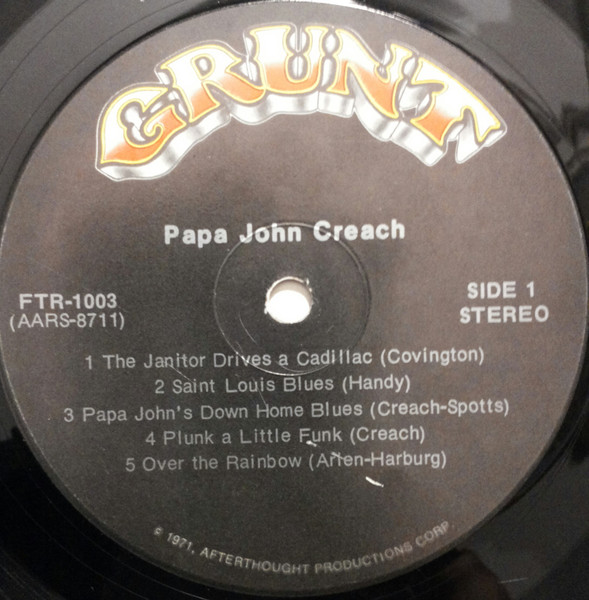 GRUNT
Papa John Creach
FTR-1003
(AARS-8711)
SIDE 1
STEREO
1 The Janitor Drives a Cadillac (Covington)
2 Saint Louis Blues (Handy)
3 Papa John's Down Home Blues (Creach-Spotts)
4 Plunk a Little Funk (Creach)
5 Over the Rainbow (Arlen-Harburg)
© 1971, AFTERTHOUGHT PRODUCTIONS CORP.